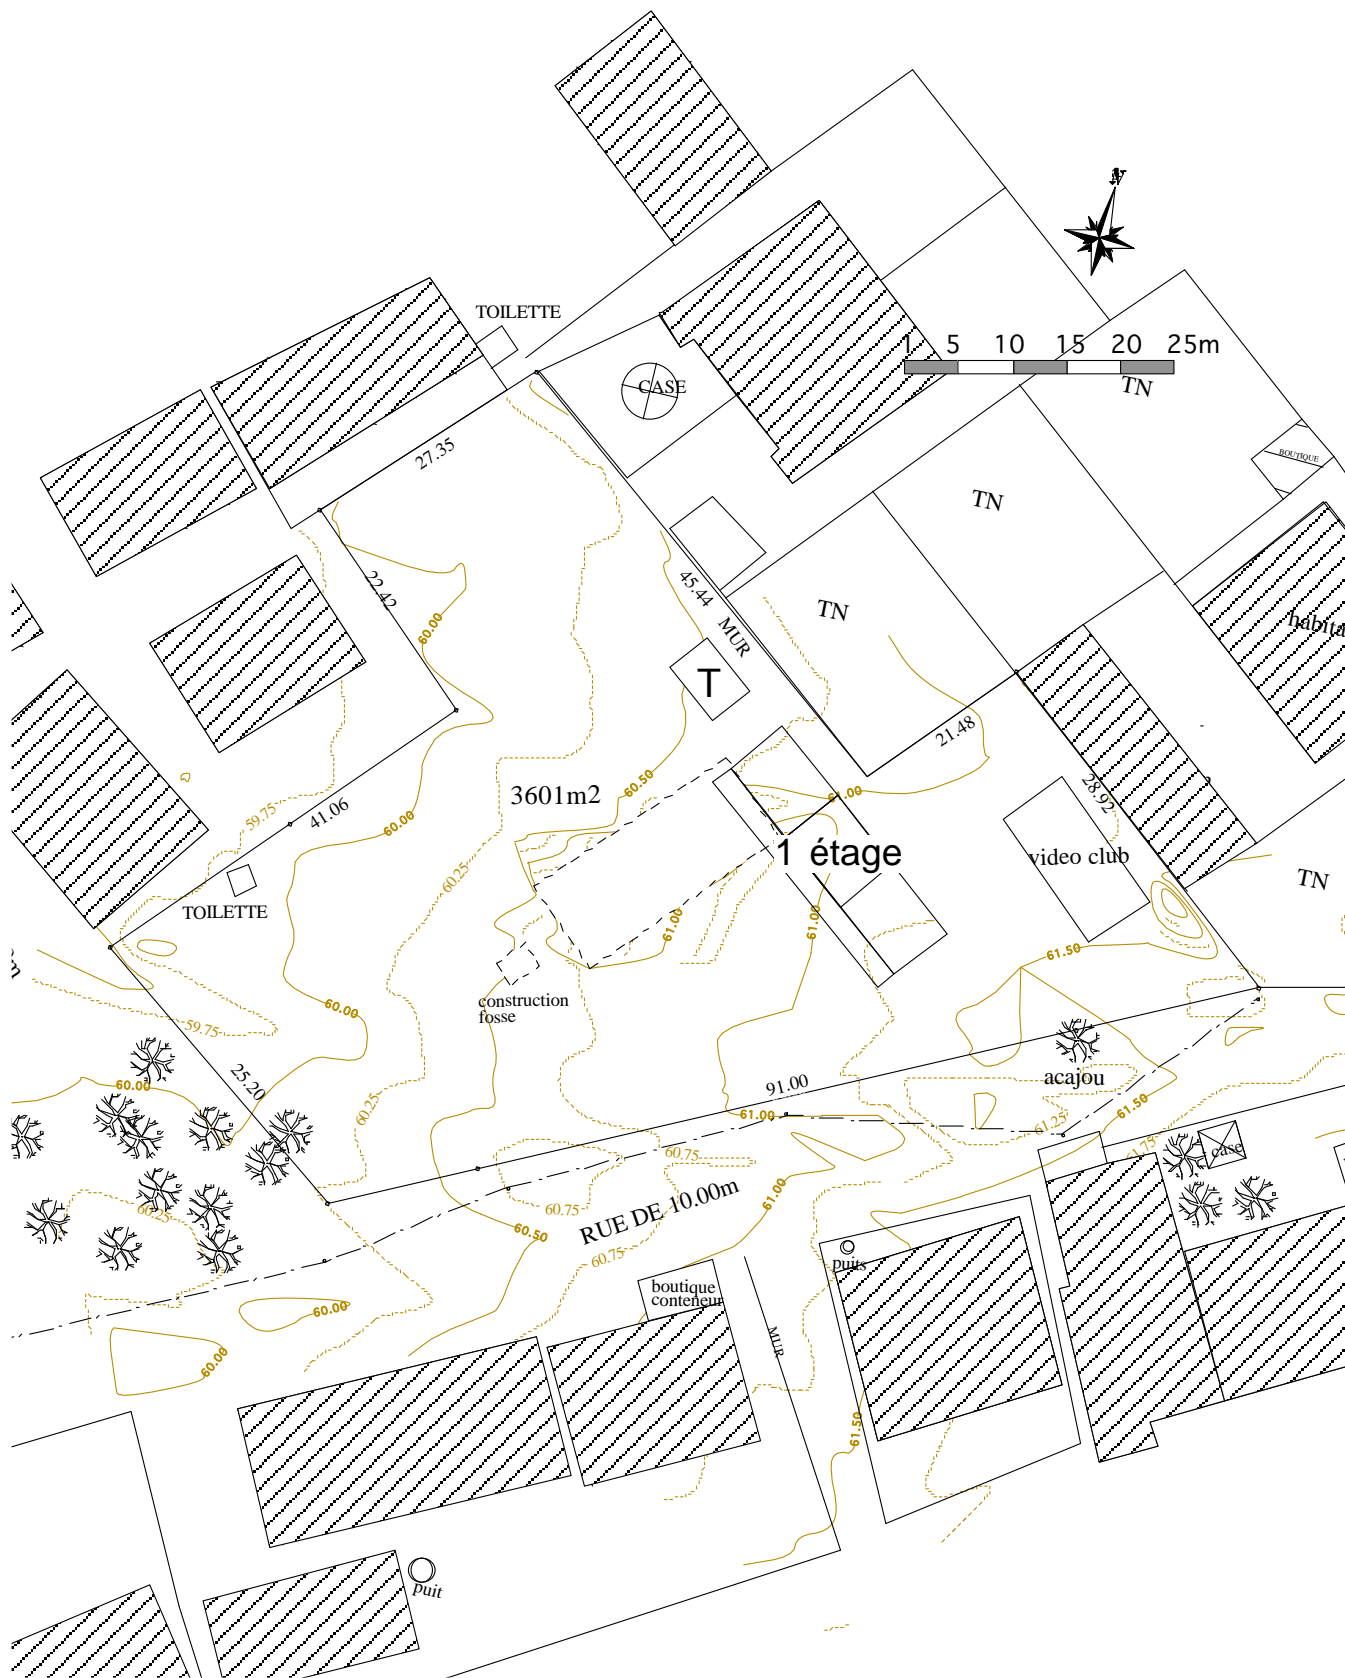 N
TOILETTE
1 5 10 15 20 25m
TN
CASE
27.35
BOUTIQUE
TN
22.42
45.44
60.00
TN
MUR
habita
T
21.48
60.50
28.92
3601m2
61.00
59.75
41.06
60.00
1 étage
video club
60.25
TN
TOILETTE
61.00
61.00
61.50
construction
fosse
60.00
59.75
25.20
60.00
91.00
acajou
60.25
61.00
61.50
61.25
60.75
61.75
case
60.25
60.75
61.00
RUE DE 10.00m
60.50
60.75
puits
boutique
conteneur
60.00
MUR
60.00
61.50
puit